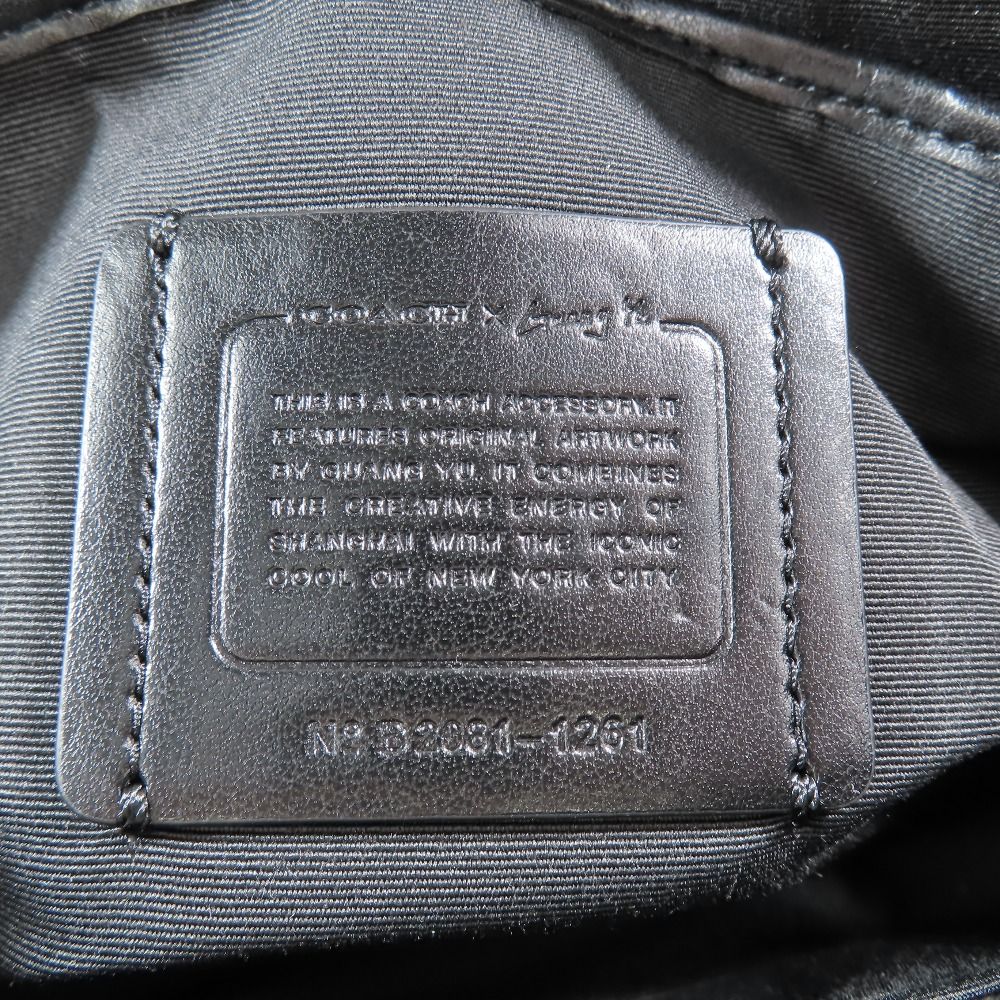 COACH × Guang Yu
THIS IS A COACH ACCESSORY. IT
FEATURES ORIGINAL ARTWORK
BY GUANG YU. IT COMBINES
THE CREATIVE ENERGY OF
SHANGHAI WITH THE ICONIC
COOL OF NEW YORK CITY
Nº B2081-1261